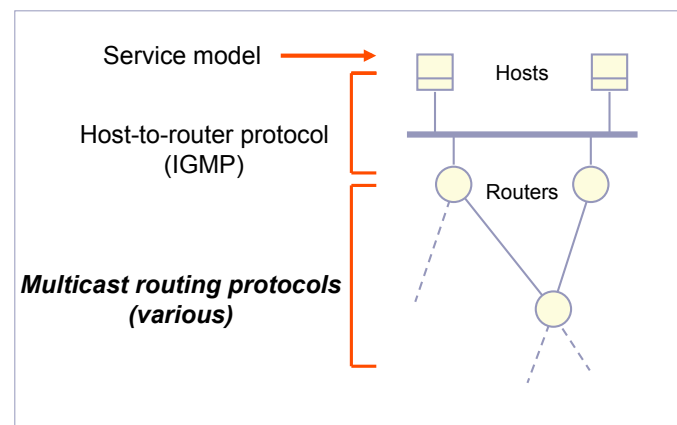 Service model
Hosts
Host-to-router protocol
(IGMP)
Routers
Multicast routing protocols
(various)